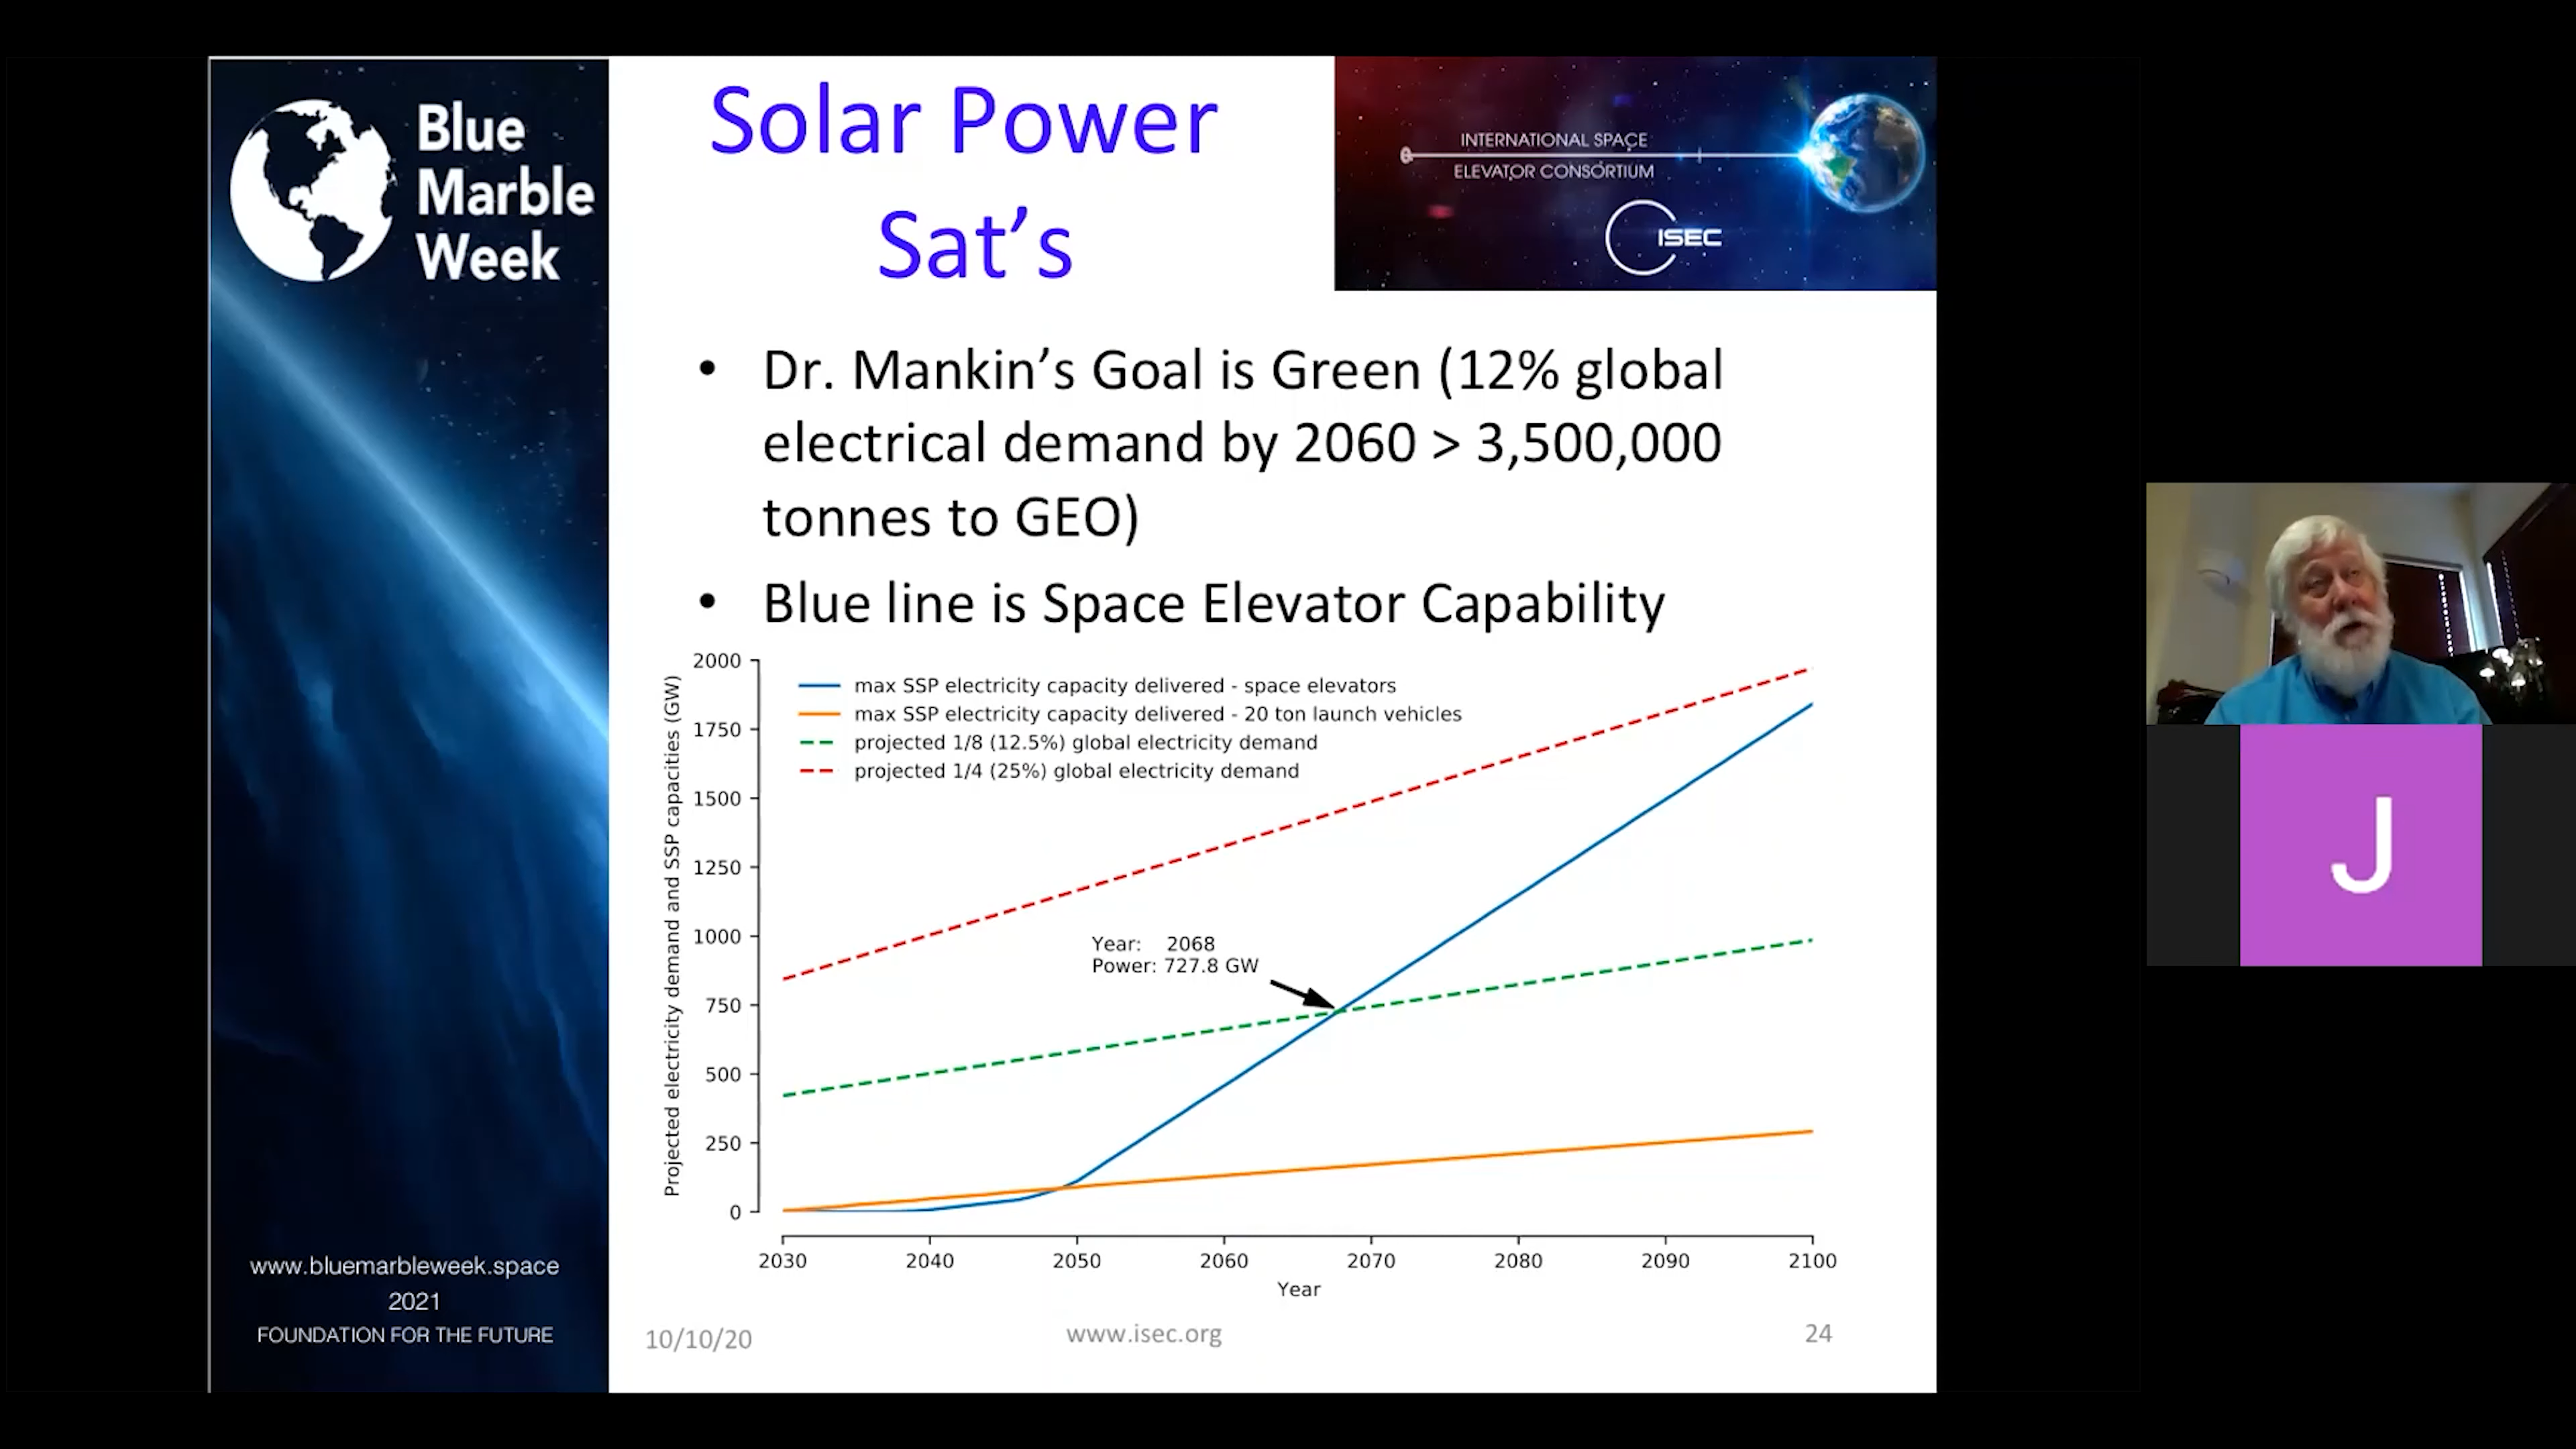 Blue
Marble
Week
Solar Power
Sat's
INTERNATIONAL SPACE
ELEVATOR CONSORTIUM
ISEC
• Dr. Mankin's Goal is Green (12% global
electrical demand by 2060 > 3,500,000
tonnes to GEO)
• Blue line is Space Elevator Capability
Projected electricity demand and SSP capacities (GW)
2000
1750
1500
1250
1000
750
500
250
0
max SSP electricity capacity delivered - space elevators
max SSP electricity capacity delivered - 20 ton launch vehicles
projected 1/8 (12.5%) global electricity demand
projected 1/4 (25%) global electricity demand
Year: 2068
Power: 727.8 GW
2030 2040 2050 2060 2070 2080 2090 2100
Year
www.bluemarbleweek.space
2021
FOUNDATION FOR THE FUTURE
10/10/20 www.isec.org 24
J